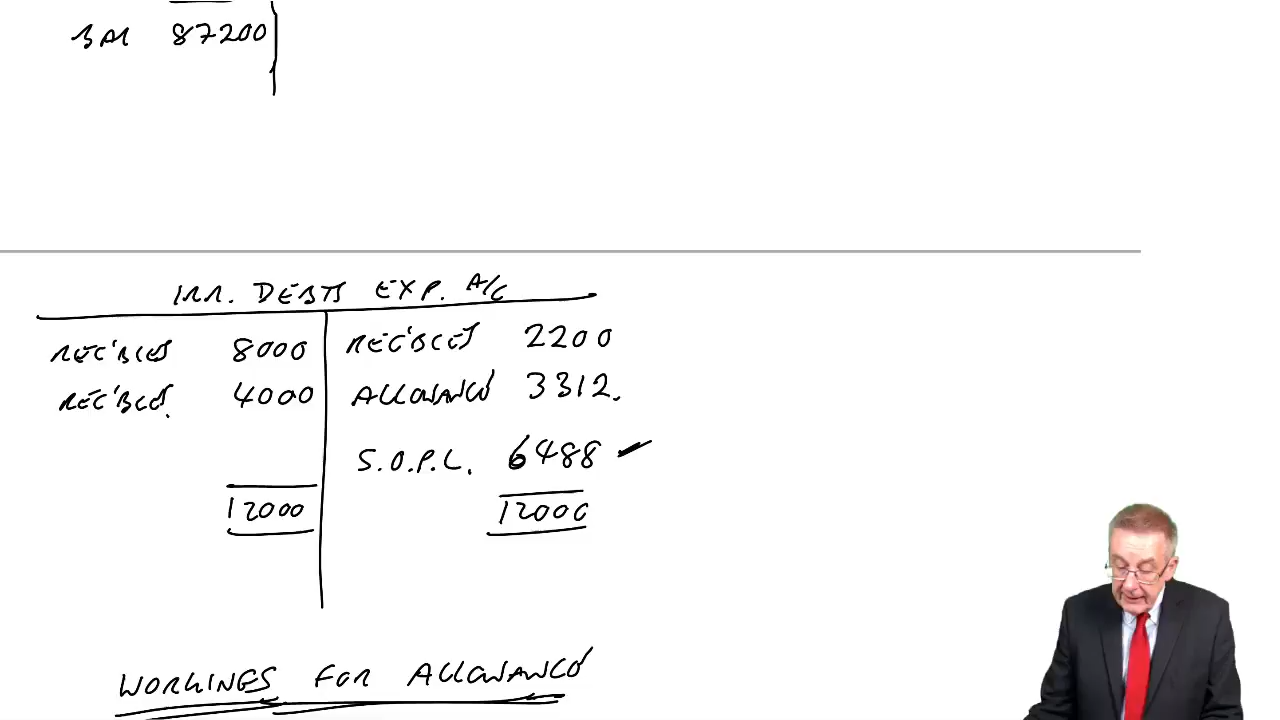 BAL 87200
IRR. DEBTS EXP. A/C
REC'BLES 8000 REC'BLES 2200
REC'BLES. 4000 ALLOWANCE 3312.
S.O.P.L. 6488
12000 12000
WORKINGS FOR ALLOWANCE